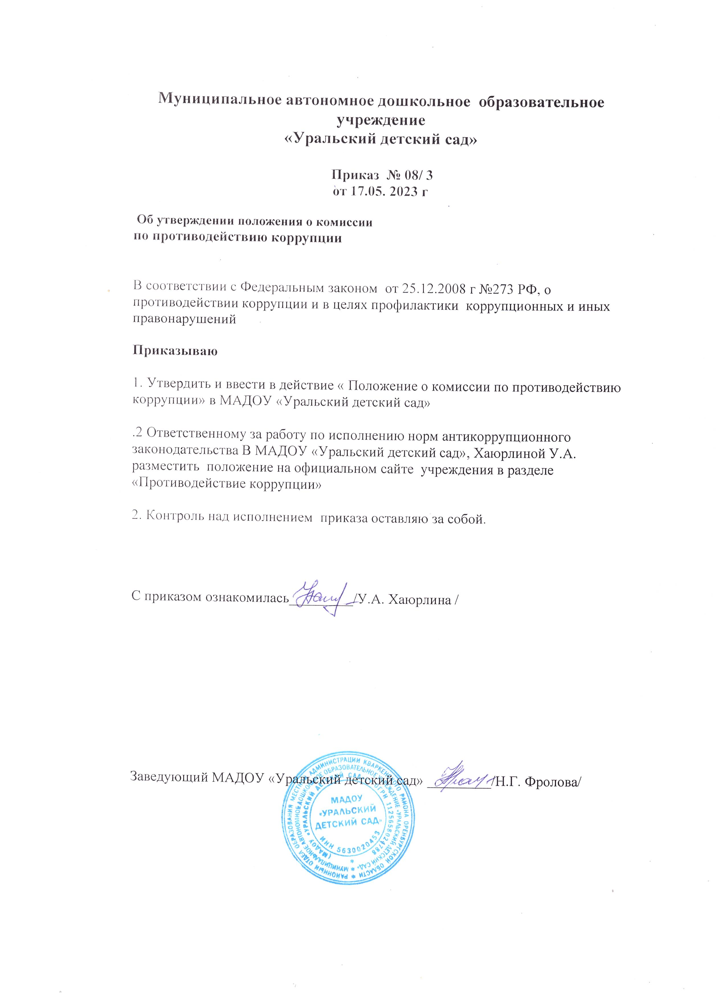 Муниципальное автономное дошкольное образовательное
учреждение
«Уральский детский сад»
Приказ № 08/ 3
от 17.05. 2023 г
Об утверждении положения о комиссии
по противодействию коррупции
В соответствии с Федеральным законом от 25.12.2008 г №273 РФ, о
противодействии коррупции и в целях профилактики коррупционных и иных
правонарушений
Приказываю
1. Утвердить и ввести в действие « Положение о комиссии по противодействию
коррупции» в МАДОУ «Уральский детский сад»
.2 Ответственному за работу по исполнению норм антикоррупционного
законодательства В МАДОУ «Уральский детский сад», Хаюрлиной У.А.
разместить положение на официальном сайте учреждения в разделе
«Противодействие коррупции»
2. Контроль над исполнением приказа оставляю за собой.
С приказом ознакомилась_________/У.А. Хаюрлина /
Заведующий МАДОУ «Уральский детский сад» _________/Н.Г. Фролова/
РАЙОННЫЙ ОТДЕЛ ОБРАЗОВАНИЯ МЕСТНОЙ АДМИНИСТРАЦИИ КВАРКЕНСКОГО РАЙОНА ОРЕНБУРГСКОЙ ОБЛАСТИ *
МУНИЦИПАЛЬНОЕ АВТОНОМНОЕ ДОШКОЛЬНОЕ ОБРАЗОВАТЕЛЬНОЕ УЧРЕЖДЕНИЕ «УРАЛЬСКИЙ ДЕТСКИЙ САД» *
(МАДОУ «УРАЛЬСКИЙ ДЕТСКИЙ САД») ОГРН 1125658024788 *
МАДОУ
«УРАЛЬСКИЙ
ДЕТСКИЙ САД»
ИНН 5630020453